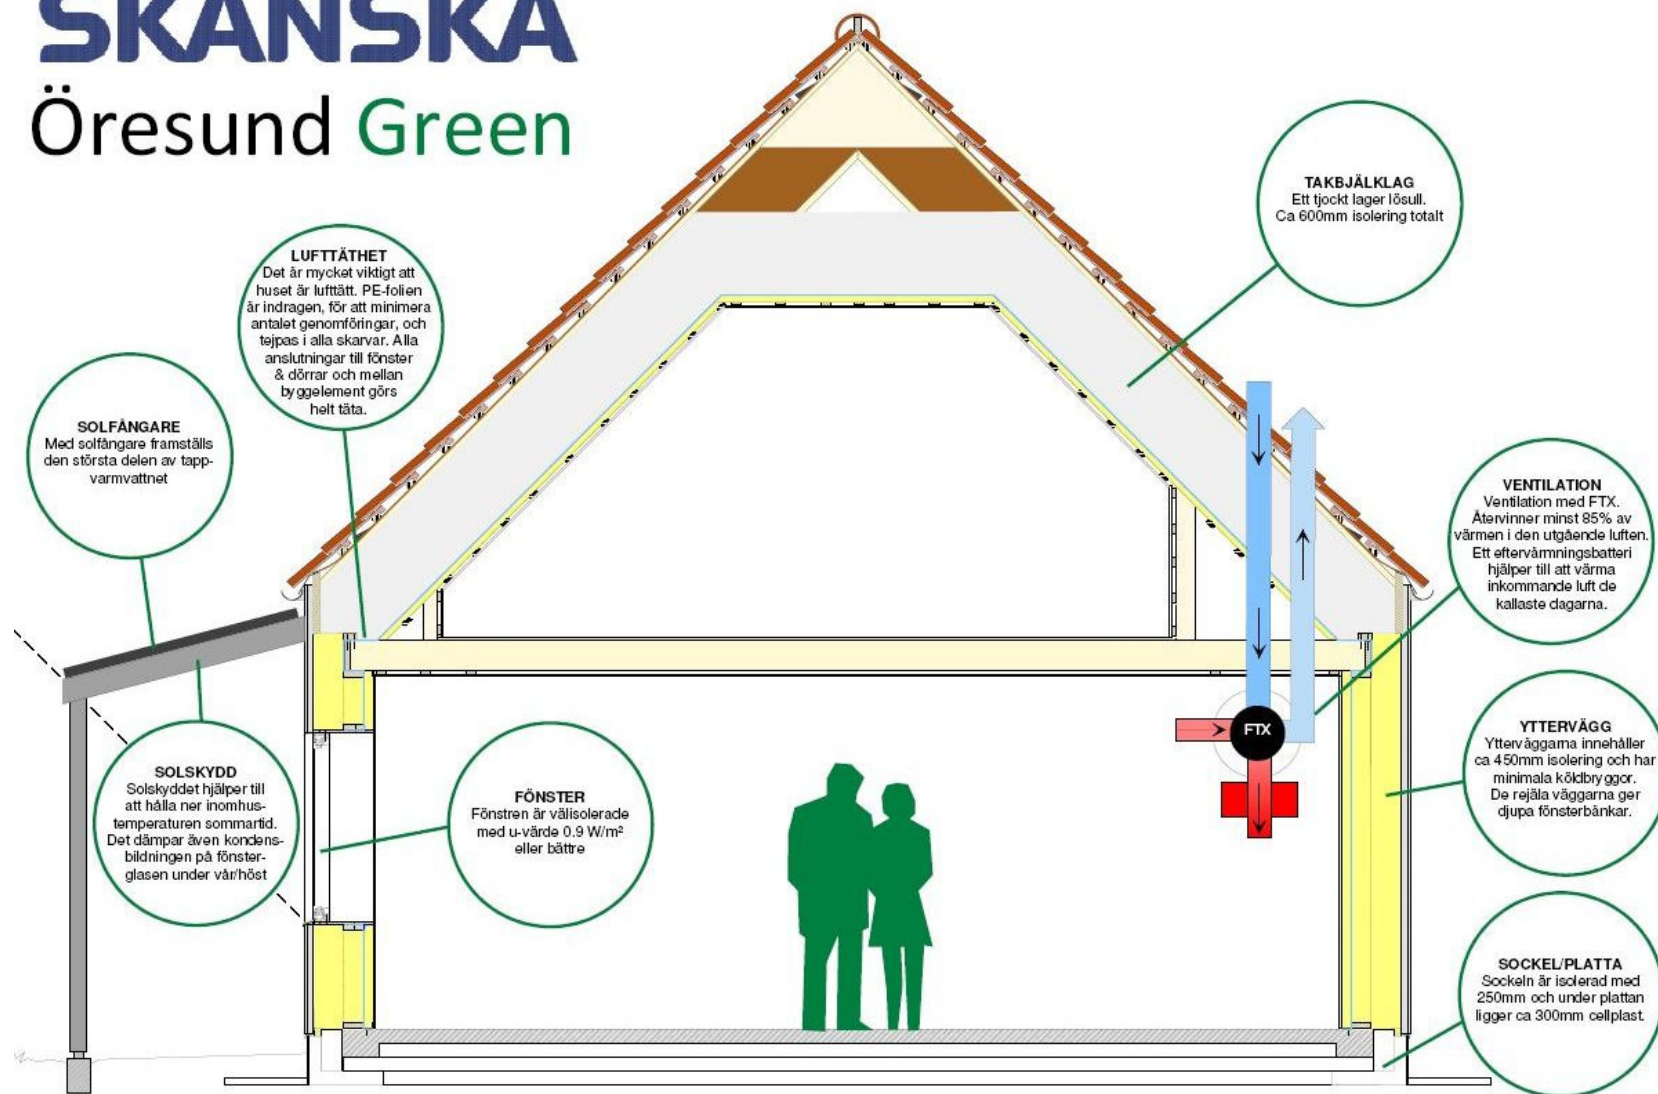 SKANSKA
Öresund Green
TAKBJÄLKLAG
Ett tjockt lager lösull.
Ca 600mm isolering totalt
LUFTTÄTHET
Det är mycket viktigt att
huset är lufttätt. PE-folien
är indragen, för att minimera
antalet genomföringar, och
tejpas i alla skarvar. Alla
anslutningar till fönster
& dörrar och mellan
byggelement görs
helt täta.
SOLFÅNGARE
Med solfångare framställs
den största delen av tapp-
varmvattnet
VENTILATION
Ventilation med FTX.
Återvinner minst 85% av
värmen i den utgående luften.
Ett eftervärmningsbatteri
hjälper till att värma
inkommande luft de
kallaste dagarna.
SOLSKYDD
Solskyddet hjälper till
att hålla ner inomhus-
temperaturen sommartid.
Det dämpar även kondens-
bildningen på fönster-
glasen under vår/höst
FÖNSTER
Fönstren är välisolerade
med u-värde 0.9 W/m²
eller bättre
FTX
YTTERVÄGG
Ytterväggarna innehåller
ca 450mm isolering och har
minimala köldbryggor.
De rejäla väggarna ger
djupa fönsterbänkar.
SOCKEL/PLATTA
Sockeln är isolerad med
250mm och under plattan
ligger ca 300mm cellplast.